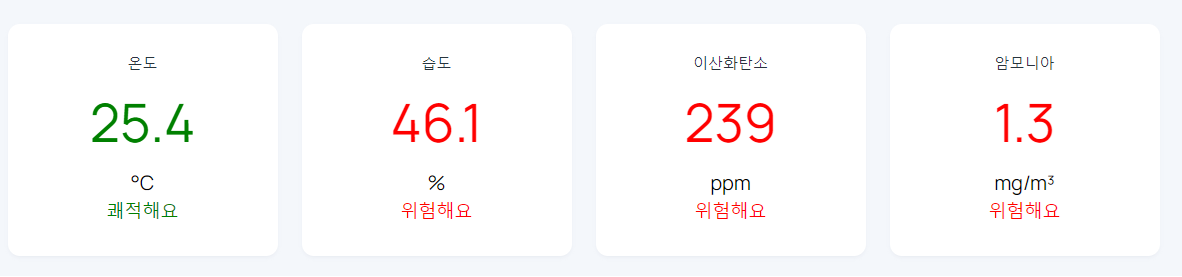 온도
25.4
°C
쾌적해요
습도
46.1
%
위험해요
이산화탄소
239
ppm
위험해요
암모니아
1.3
mg/m³
위험해요